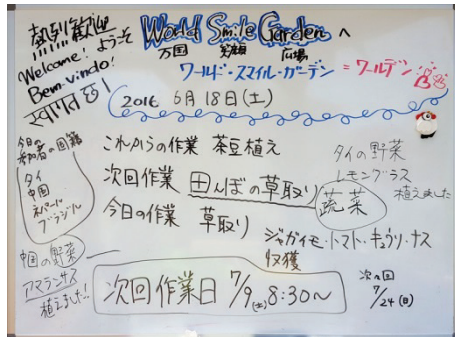 熱烈歓迎
Welcome! ようこそ
Bem-vindo!
स्वागत छ!
World Smile Garden へ
万国 笑顔 広場
ワールド・スマイル・ガーデン = ワールデン
2016 6月18日(土)
今日の
参加者の国籍
タイ
中国
ネパール
ブラジル
中国の野菜
アマランサス
植えました!!
これからの作業 茶豆植え
次回作業 田んぼの草取り
今日の作業 草取り
タイの野菜
レモングラス
植えました
蔬菜
ジャガイモ・トマト・キュウリ・ナス
収穫
次回作業日 7/9(土) 8:30〜
次々回
7/24(日)